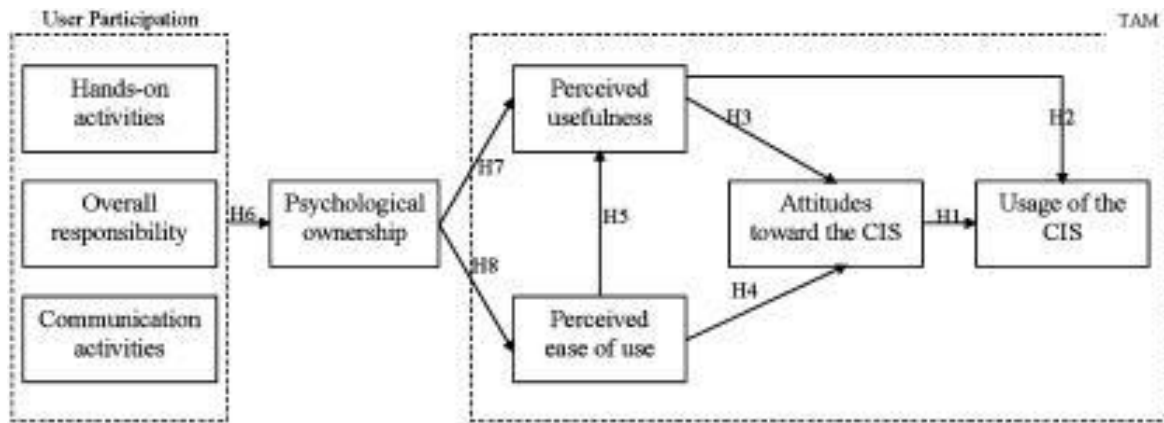 User Participation
TAM
Hands-on
activities
Overall
responsibility
Communication
activities
H6
Psychological
ownership
H7
H8
Perceived
usefulness
H5
Perceived
ease of use
H3
H4
Attitudes
toward the CIS
H1
H2
Usage of the
CIS